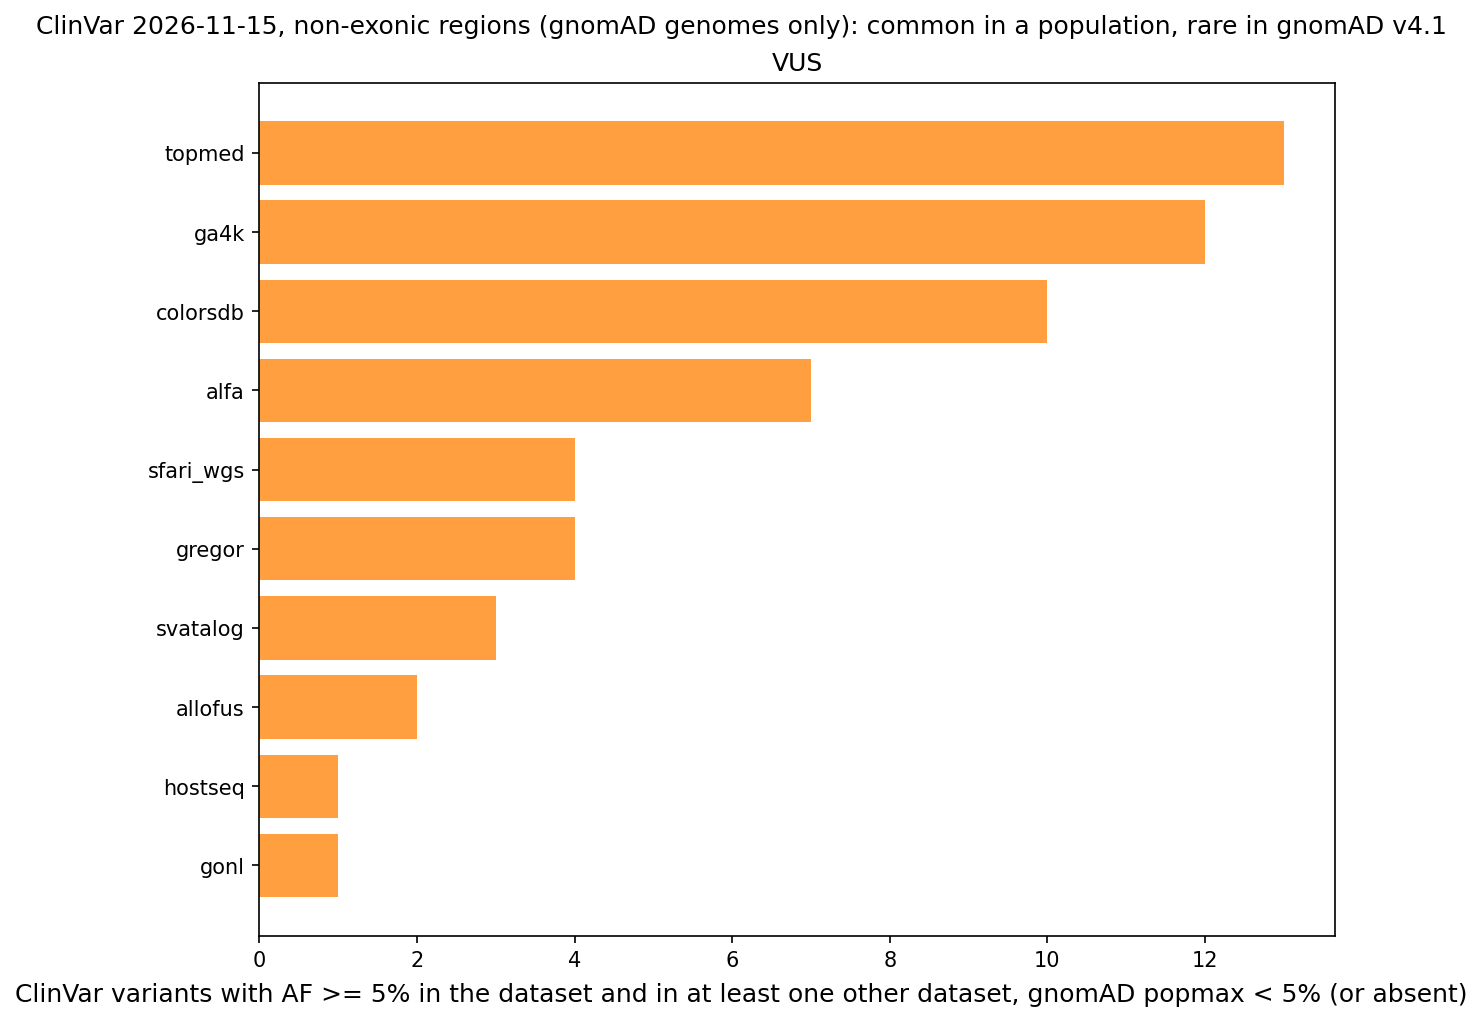 ClinVar 2026-11-15, non-exonic regions (gnomAD genomes only): common in a population, rare in gnomAD v4.1
VUS
topmed
ga4k
colorsdb
alfa
sfari_wgs
gregor
svatalog
allofus
hostseq
gonl
0 2 4 6 8 10 12
ClinVar variants with AF >= 5% in the dataset and in at least one other dataset, gnomAD popmax < 5% (or absent)